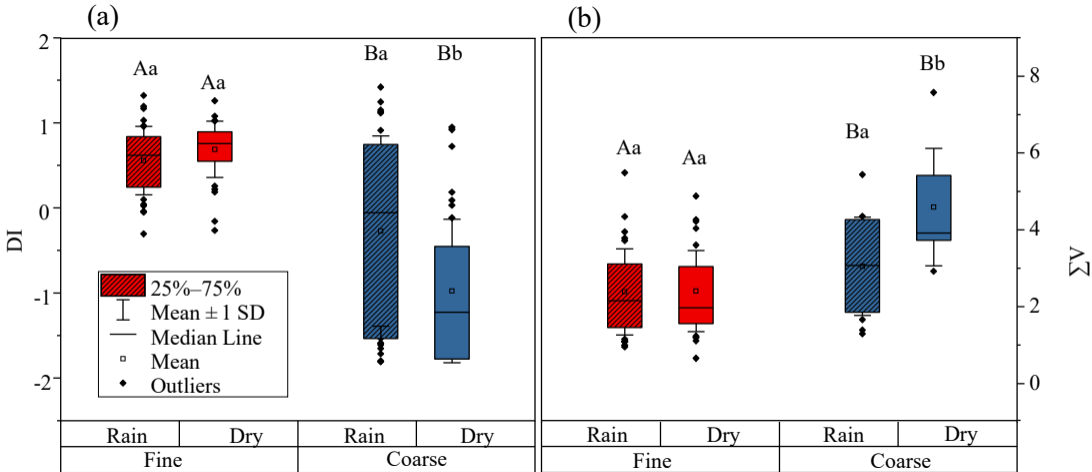 (a)
(b)
2
1
0
-1
-2
DI
Aa
Aa
Ba
Bb
25%–75%
Mean ± 1 SD
Median Line
Mean
Outliers
Rain Dry Rain Dry
Fine Coarse
Aa
Aa
Ba
Bb
8
6
4
2
0
ΣV
Rain Dry Rain Dry
Fine Coarse